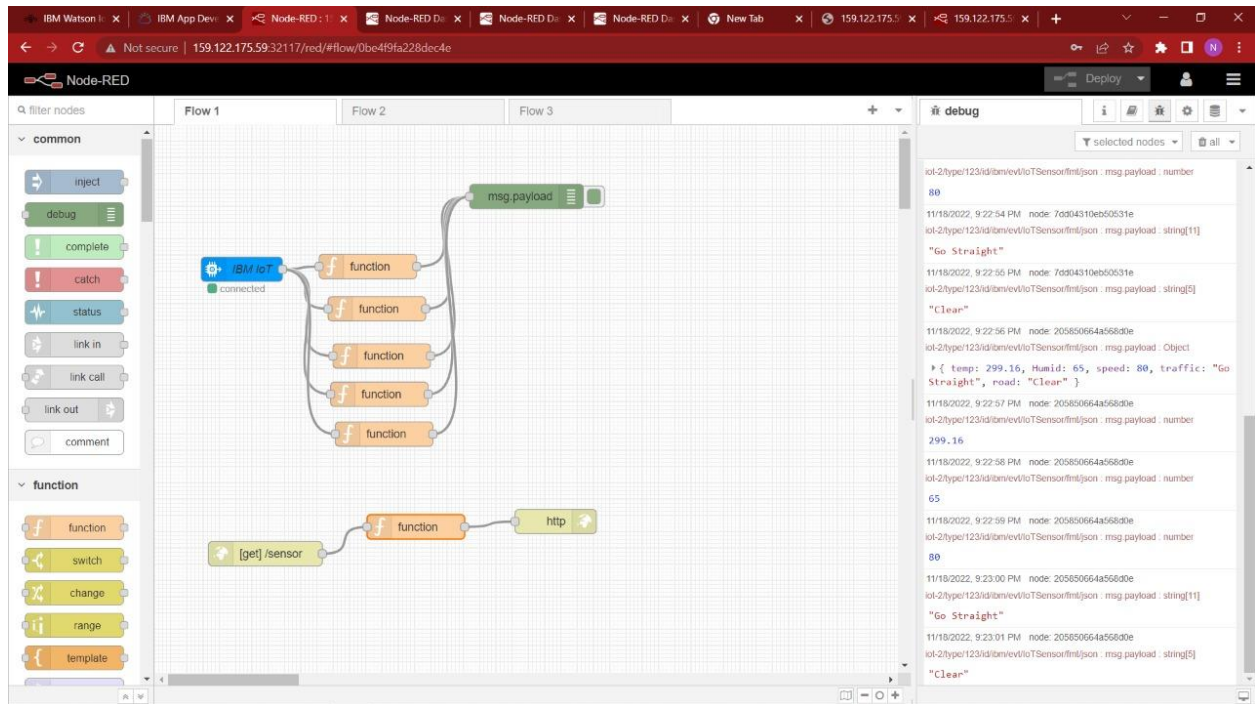 IBM Watson Io
IBM App Deve
Node-RED : 15
Node-RED Da
Node-RED Da
Node-RED Da
New Tab
159.122.175.5
159.122.175.5
Not secure | 159.122.175.59:32117/red/#flow/0be4f9fa228dec4e
N
Node-RED
Deploy
filter nodes
Flow 1
Flow 2
Flow 3
debug
i
common
selected nodes
all
inject
debug
complete
catch
status
link in
link call
link out
comment
function
function
switch
change
range
template
msg.payload
IBM IoT
connected
function
function
function
function
function
[get] /sensor
function
http
iot-2/type/123/id/ibm/evt/IoTSensor/fmt/json : msg.payload : number
80
11/18/2022, 9:22:54 PM node: 7dd04310eb50531e
iot-2/type/123/id/ibm/evt/IoTSensor/fmt/json : msg.payload : string[11]
"Go Straight"
11/18/2022, 9:22:55 PM node: 7dd04310eb50531e
iot-2/type/123/id/ibm/evt/IoTSensor/fmt/json : msg.payload : string[5]
"Clear"
11/18/2022, 9:22:56 PM node: 205850664a568d0e
iot-2/type/123/id/ibm/evt/IoTSensor/fmt/json : msg.payload : Object
{ temp: 299.16, Humid: 65, speed: 80, traffic: "Go
Straight", road: "Clear" }
11/18/2022, 9:22:57 PM node: 205850664a568d0e
iot-2/type/123/id/ibm/evt/IoTSensor/fmt/json : msg.payload : number
299.16
11/18/2022, 9:22:58 PM node: 205850664a568d0e
iot-2/type/123/id/ibm/evt/IoTSensor/fmt/json : msg.payload : number
65
11/18/2022, 9:22:59 PM node: 205850664a568d0e
iot-2/type/123/id/ibm/evt/IoTSensor/fmt/json : msg.payload : number
80
11/18/2022, 9:23:00 PM node: 205850664a568d0e
iot-2/type/123/id/ibm/evt/IoTSensor/fmt/json : msg.payload : string[11]
"Go Straight"
11/18/2022, 9:23:01 PM node: 205850664a568d0e
iot-2/type/123/id/ibm/evt/IoTSensor/fmt/json : msg.payload : string[5]
"Clear"